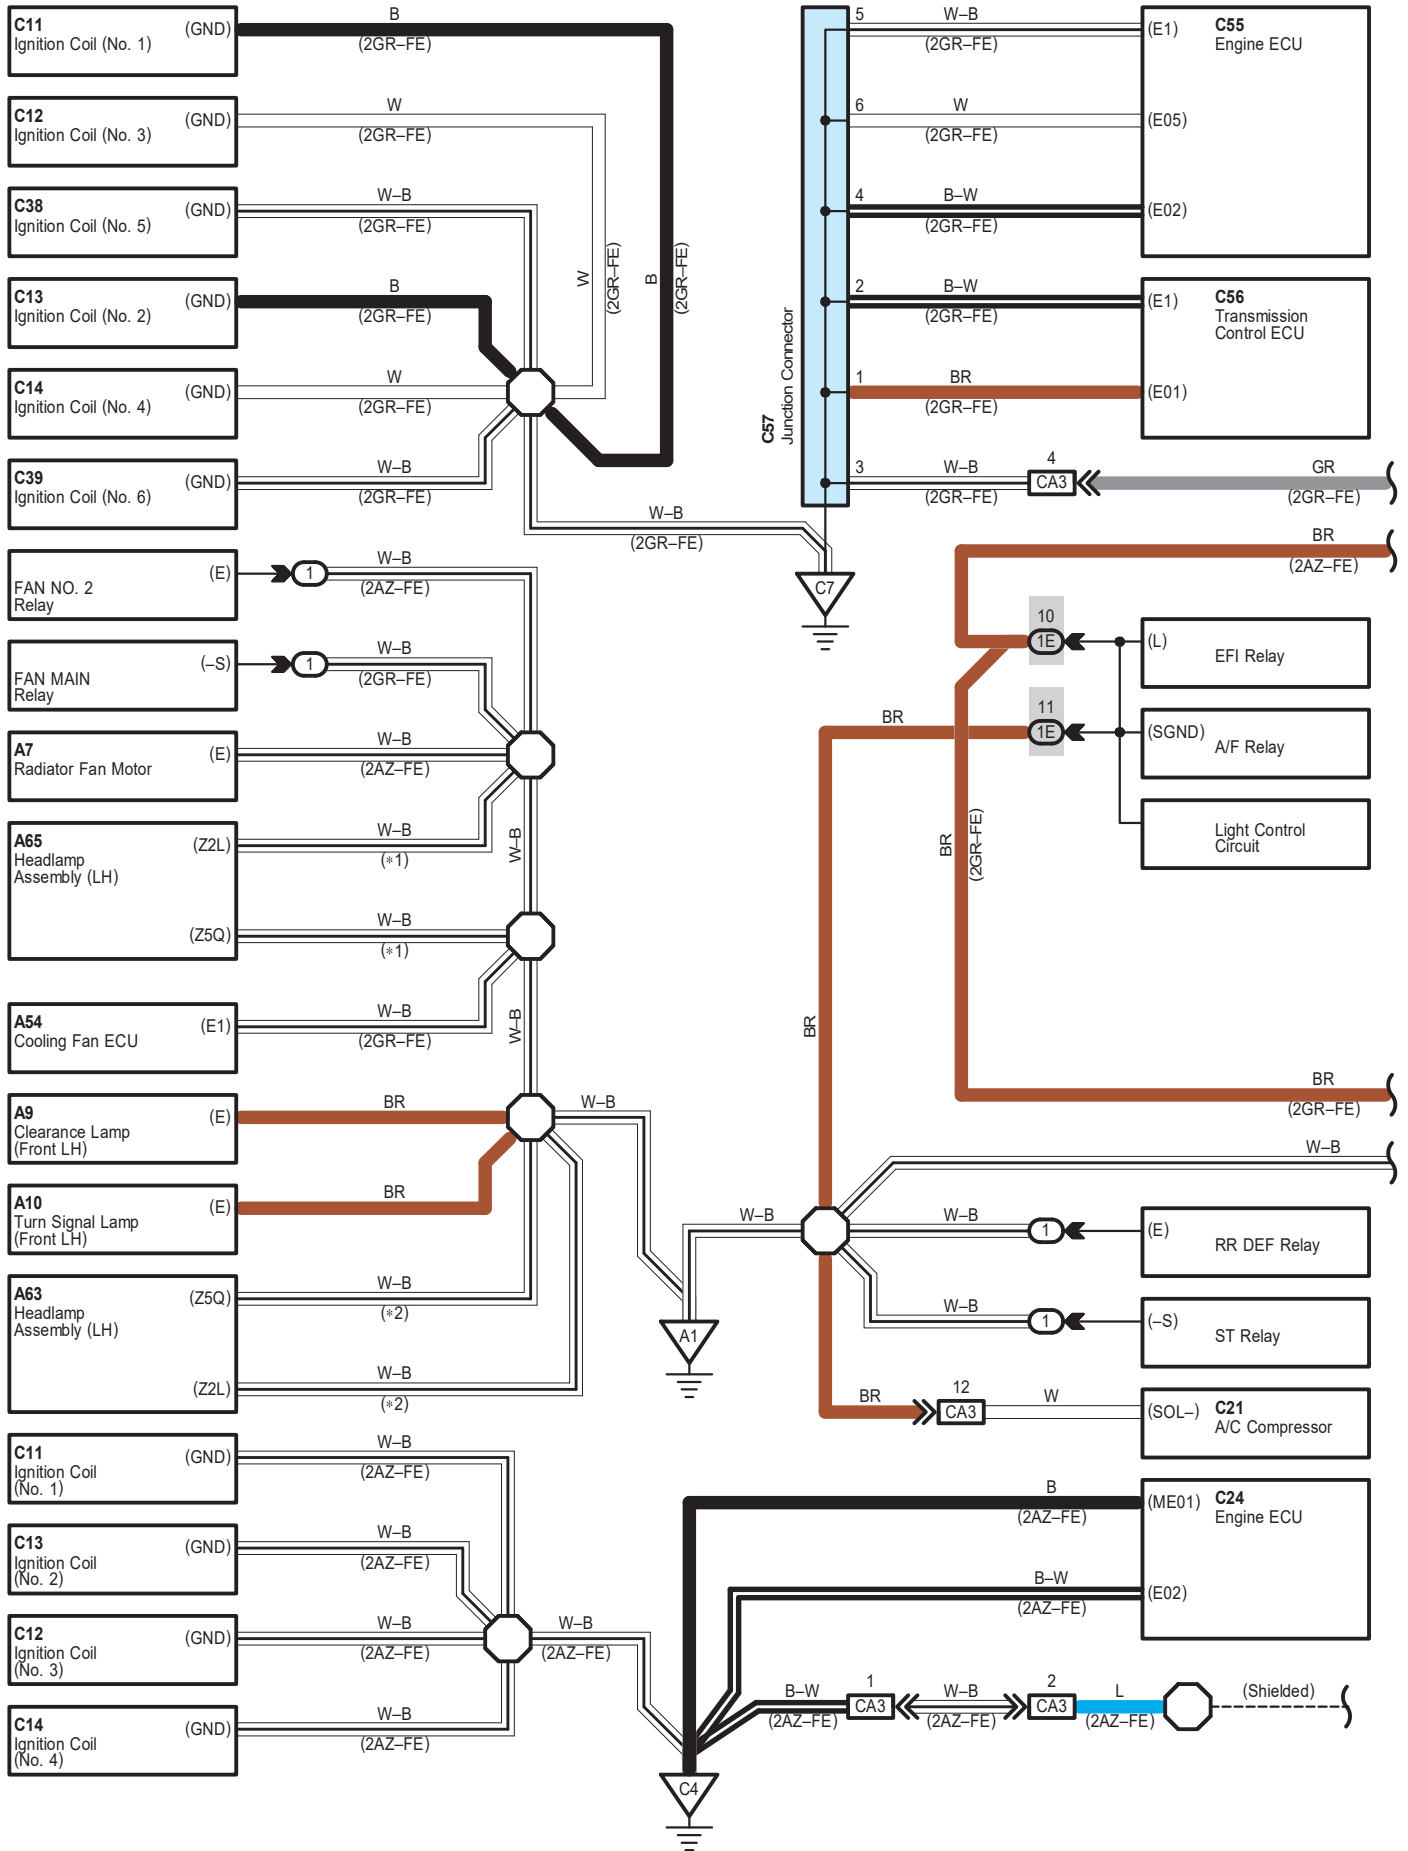 C11
Ignition Coil (No. 1)
(GND)
B
(2GR–FE)
C12
Ignition Coil (No. 3)
(GND)
W
(2GR–FE)
C38
Ignition Coil (No. 5)
(GND)
W–B
(2GR–FE)
C13
Ignition Coil (No. 2)
(GND)
B
(2GR–FE)
C14
Ignition Coil (No. 4)
(GND)
W
(2GR–FE)
C39
Ignition Coil (No. 6)
(GND)
W–B
(2GR–FE)
W
(2GR–FE)
B
(2GR–FE)
W–B
(2GR–FE)
C7
C57
Junction Connector
5
W–B
(2GR–FE)
(E1)
C55
Engine ECU
6
W
(2GR–FE)
(E05)
4
B–W
(2GR–FE)
(E02)
2
B–W
(2GR–FE)
(E1)
C56
Transmission
Control ECU
1
BR
(2GR–FE)
(E01)
3
W–B
(2GR–FE)
4
CA3
GR
(2GR–FE)
FAN NO. 2
Relay
(E)
1
W–B
(2AZ–FE)
FAN MAIN
Relay
(–S)
1
W–B
(2GR–FE)
A7
Radiator Fan Motor
(E)
W–B
(2AZ–FE)
A65
Headlamp
Assembly (LH)
(Z2L)
W–B
(*1)
W–B
(Z5Q)
W–B
(*1)
A54
Cooling Fan ECU
(E1)
W–B
(2GR–FE)
W–B
A9
Clearance Lamp
(Front LH)
(E)
BR
W–B
A10
Turn Signal Lamp
(Front LH)
(E)
BR
A63
Headlamp
Assembly (LH)
(Z5Q)
W–B
(*2)
(Z2L)
W–B
(*2)
A1
BR
(2AZ–FE)
10
1E
(L)
EFI Relay
BR
11
1E
(SGND)
A/F Relay
Light Control
Circuit
BR
(2GR–FE)
BR
BR
(2GR–FE)
W–B
W–B
W–B
1
(E)
RR DEF Relay
W–B
1
(–S)
ST Relay
BR
12
CA3
W
(SOL–)
C21
A/C Compressor
C11
Ignition Coil
(No. 1)
(GND)
W–B
(2AZ–FE)
C13
Ignition Coil
(No. 2)
(GND)
W–B
(2AZ–FE)
C12
Ignition Coil
(No. 3)
(GND)
W–B
(2AZ–FE)
W–B
(2AZ–FE)
C14
Ignition Coil
(No. 4)
(GND)
W–B
(2AZ–FE)
B
(2AZ–FE)
(ME01)
C24
Engine ECU
B–W
(2AZ–FE)
(E02)
B–W
(2AZ–FE)
1
CA3
W–B
(2AZ–FE)
2
CA3
L
(2AZ–FE)
(Shielded)
C4